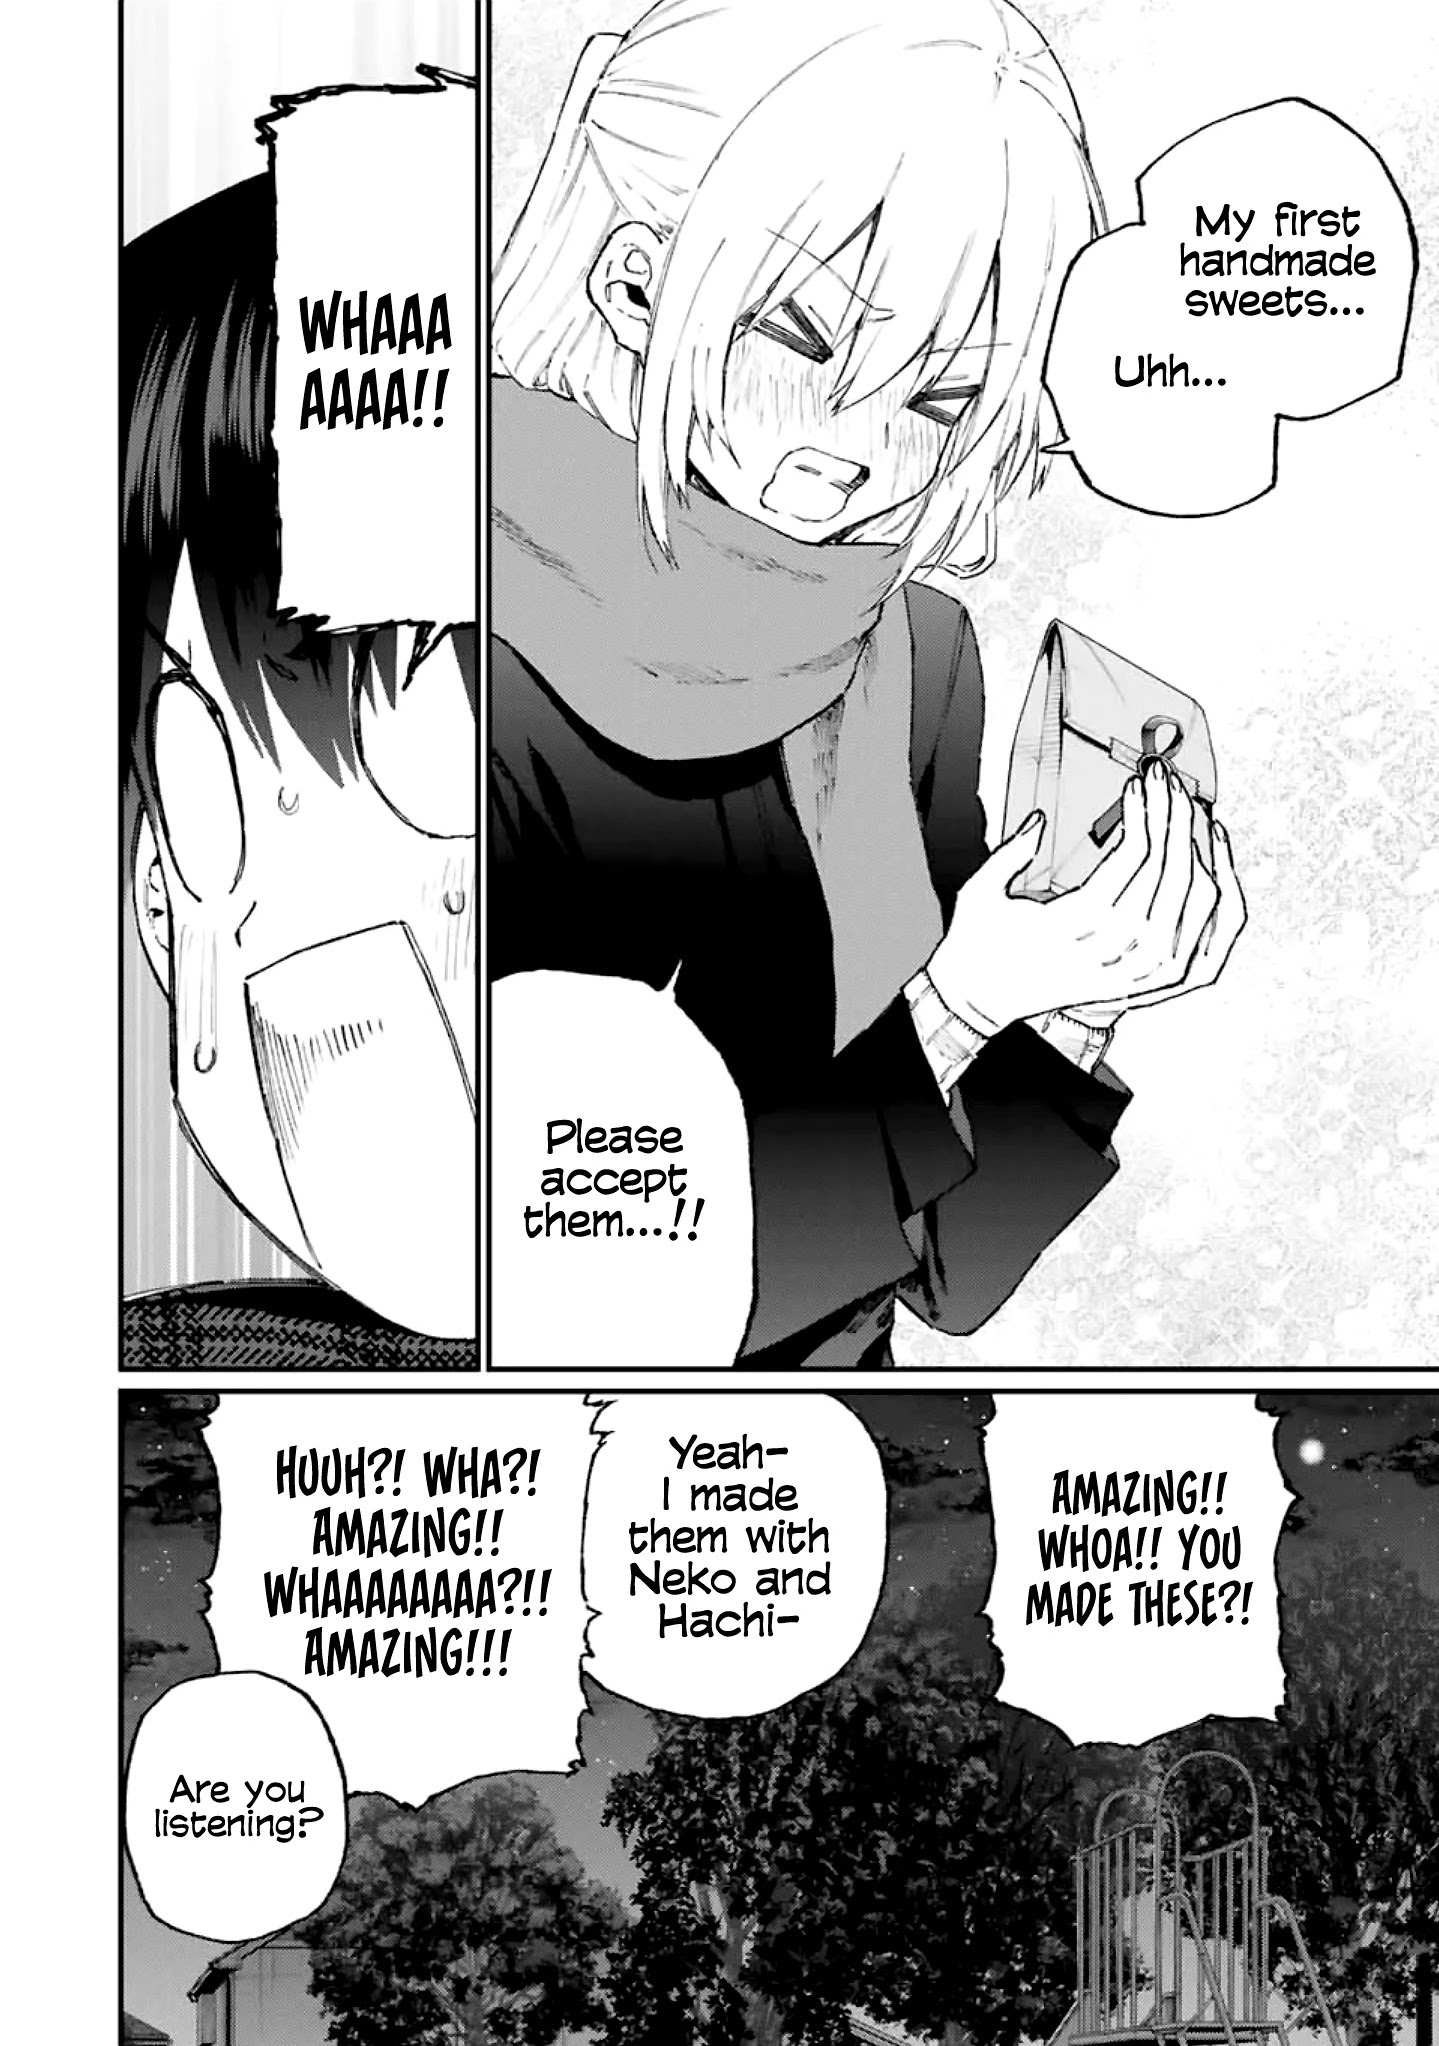 My first
handmade
sweets...
Uhh...
Please
accept
them...!!
WHAAA
AAAA!!
AMAZING!!
WHOA!! YOU
MADE THESE?!
Yeah-
I made
them with
Neko and
Hachi-
HUUH?! WHA?!
AMAZING!!
WHAAAAAAAA?!!
AMAZING!!!
Are you
listening?